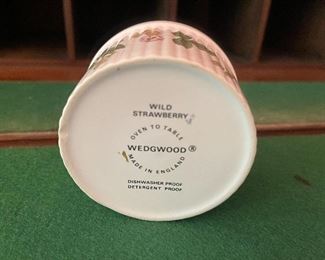 WILD
STRAWBERRY
OVEN TO TABLE
WEDGWOOD®
MADE IN ENGLAND
DISHWASHER PROOF
DETERGENT PROOF